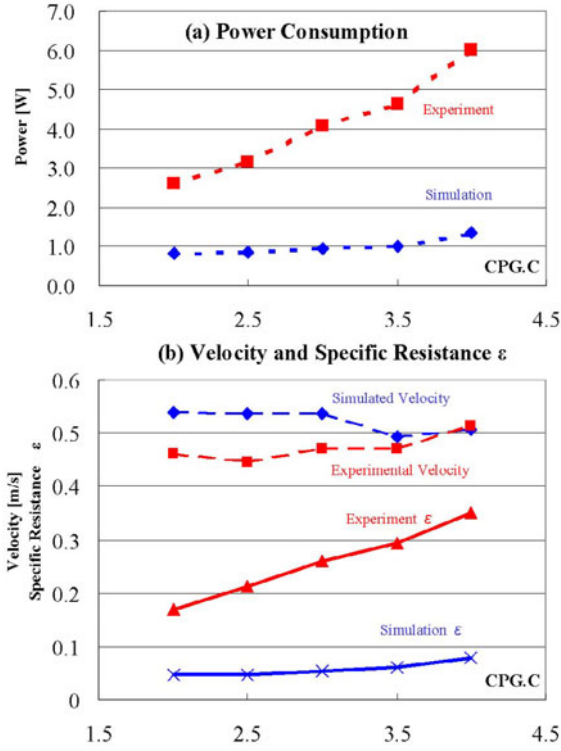 (a) Power Consumption
Power [W]
7.0
6.0
5.0
4.0
3.0
2.0
1.0
0.0
Experiment
Simulation
CPG.C
1.5 2.5 3.5 4.5
(b) Velocity and Specific Resistance ε
Velocity [m/s]
Specific Resistance ε
0.6
0.5
0.4
0.3
0.2
0.1
0
Simulated Velocity
Experimental Velocity
Experiment ε
Simulation ε
CPG.C
1.5 2.5 3.5 4.5